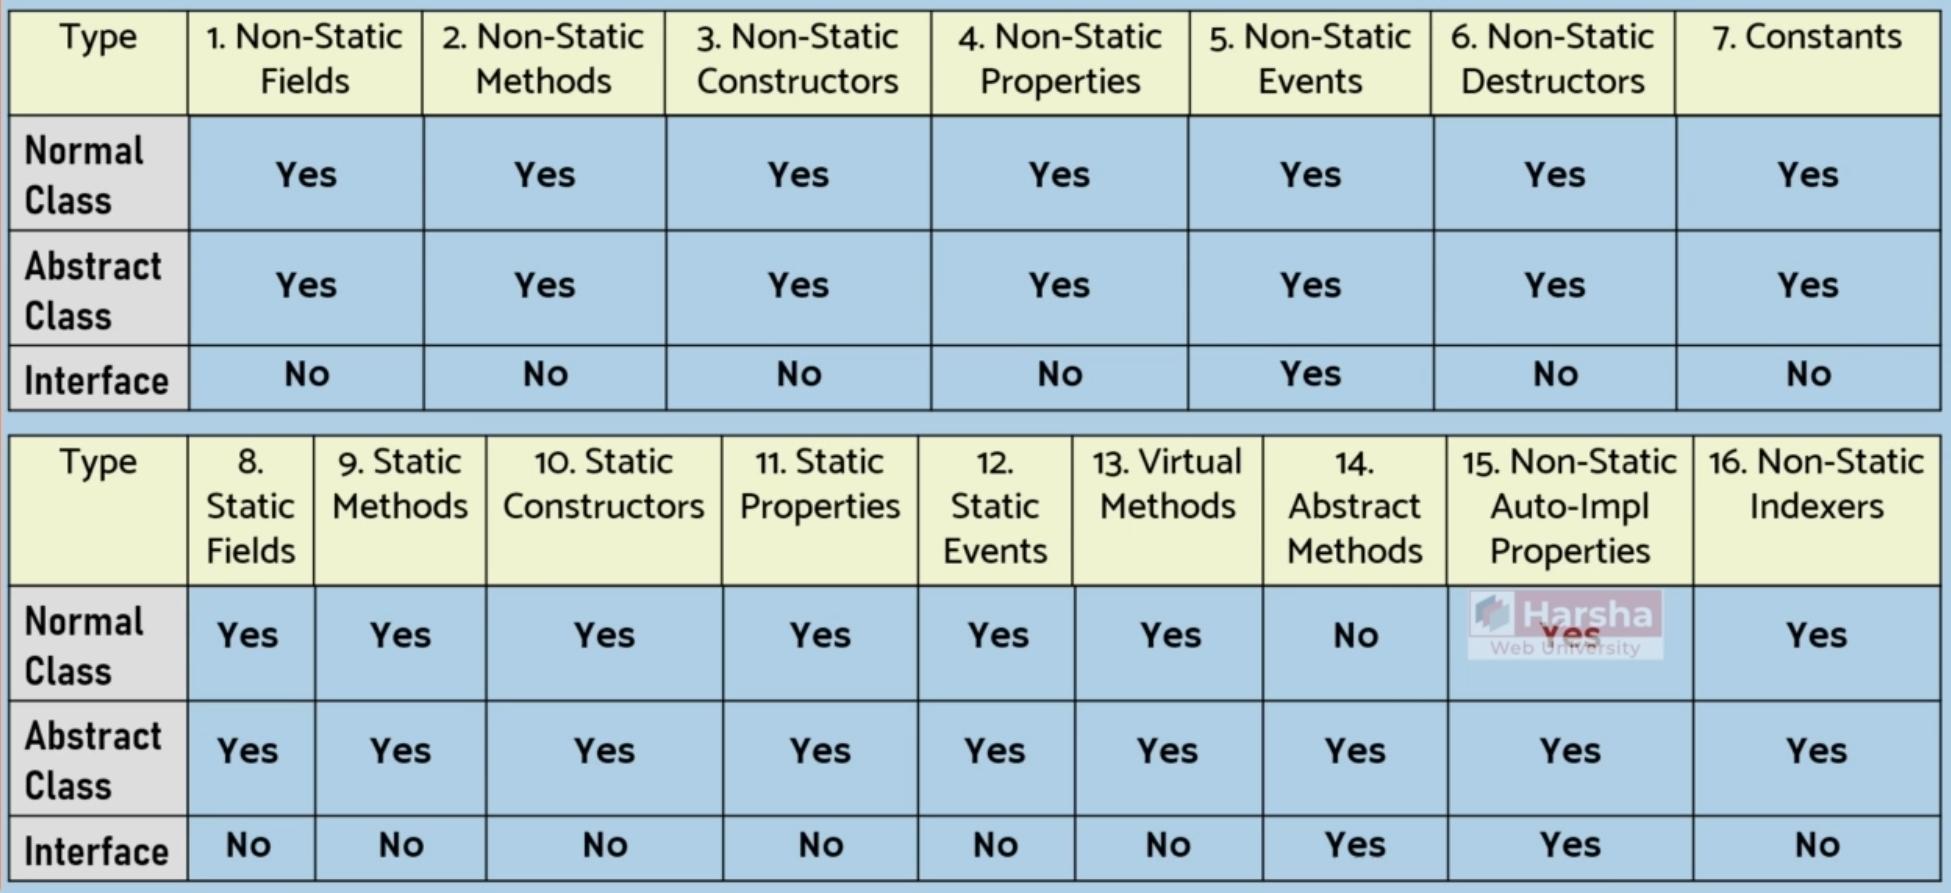 Type 1. Non-Static Fields 2. Non-Static Methods 3. Non-Static Constructors 4. Non-Static Properties 5. Non-Static Events 6. Non-Static Destructors 7. Constants
Normal Class Yes Yes Yes Yes Yes Yes Yes
Abstract Class Yes Yes Yes Yes Yes Yes Yes
Interface No No No No Yes No No
Type 8. Static Fields 9. Static Methods 10. Static Constructors 11. Static Properties 12. Static Events 13. Virtual Methods 14. Abstract Methods 15. Non-Static Auto-Impl Properties 16. Non-Static Indexers
Normal Class Yes Yes Yes Yes Yes Yes No Yes Yes
Harsha
Web University
Abstract Class Yes Yes Yes Yes Yes Yes Yes Yes Yes
Interface No No No No No No Yes Yes No